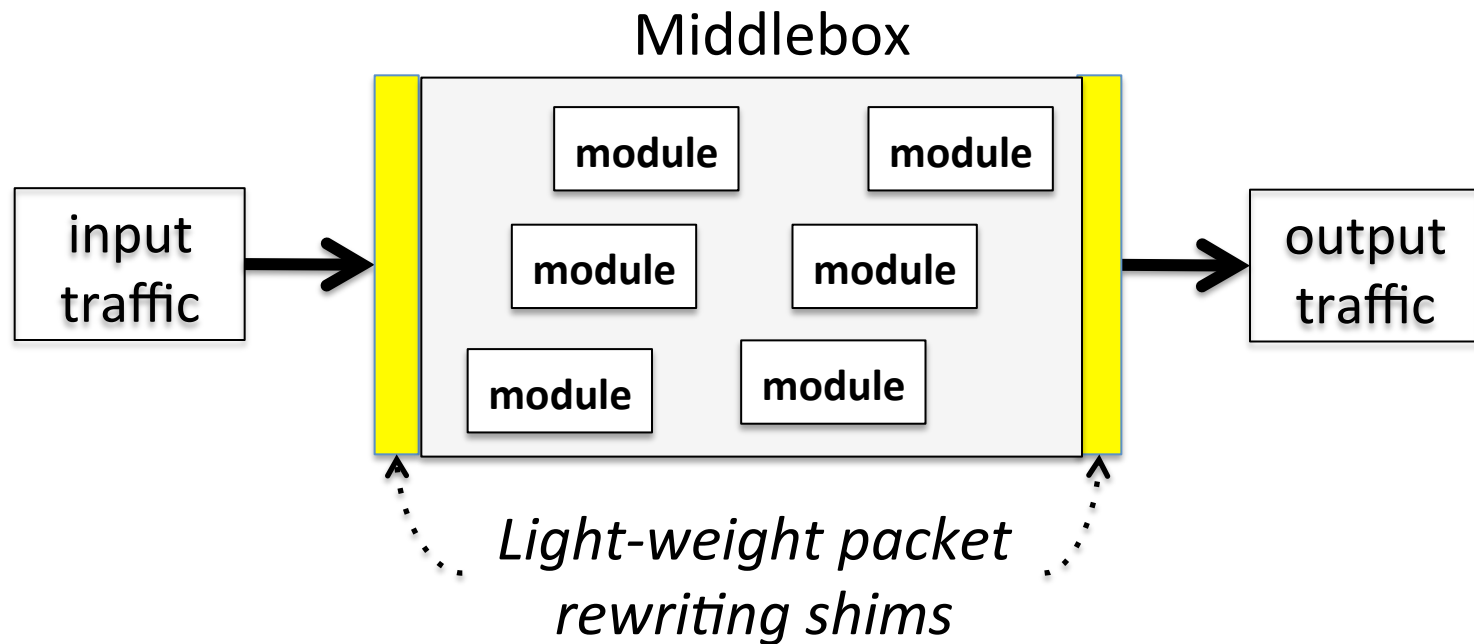 Middlebox
module
module
input
traffic
module
module
output
traffic
module
module
Light-weight packet
rewriting shims